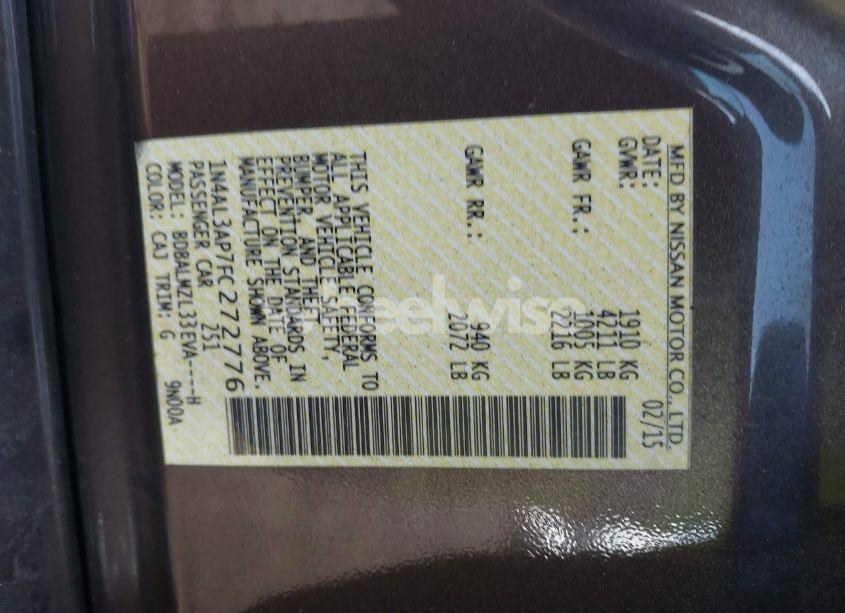 MFD BY NISSAN MOTOR CO., LTD.
DATE: 02/15
GVWR: 1910 KG
4211 LB
GAWR FR.: 1005 KG
2216 LB
GAWR RR.: 940 KG
2072 LB
THIS VEHICLE CONFORMS TO
ALL APPLICABLE FEDERAL
MOTOR VEHICLE SAFETY,
BUMPER, AND THEFT
PREVENTION STANDARDS IN
EFFECT ON THE DATE OF
MANUFACTURE SHOWN ABOVE.
1N4AL3AP7FC272776
PASSENGER CAR 251
MODEL: BDBALMZL33EVA----H
COLOR: CAJ TRIM: G 9N00A